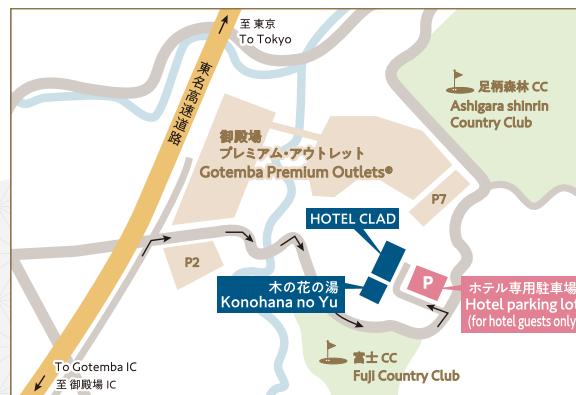 至 東京
To Tokyo
東名高速道路
足柄森林 CC
Ashigara shinrin
Country Club
御殿場
プレミアム・アウトレット
Gotemba Premium Outlets®
P7
HOTEL CLAD
P2
木の花の湯
Konohana no Yu
P
ホテル専用駐車場
Hotel parking lot
(for hotel guests only
富士 CC
Fuji Country Club
To Gotemba IC
至 御殿場 IC